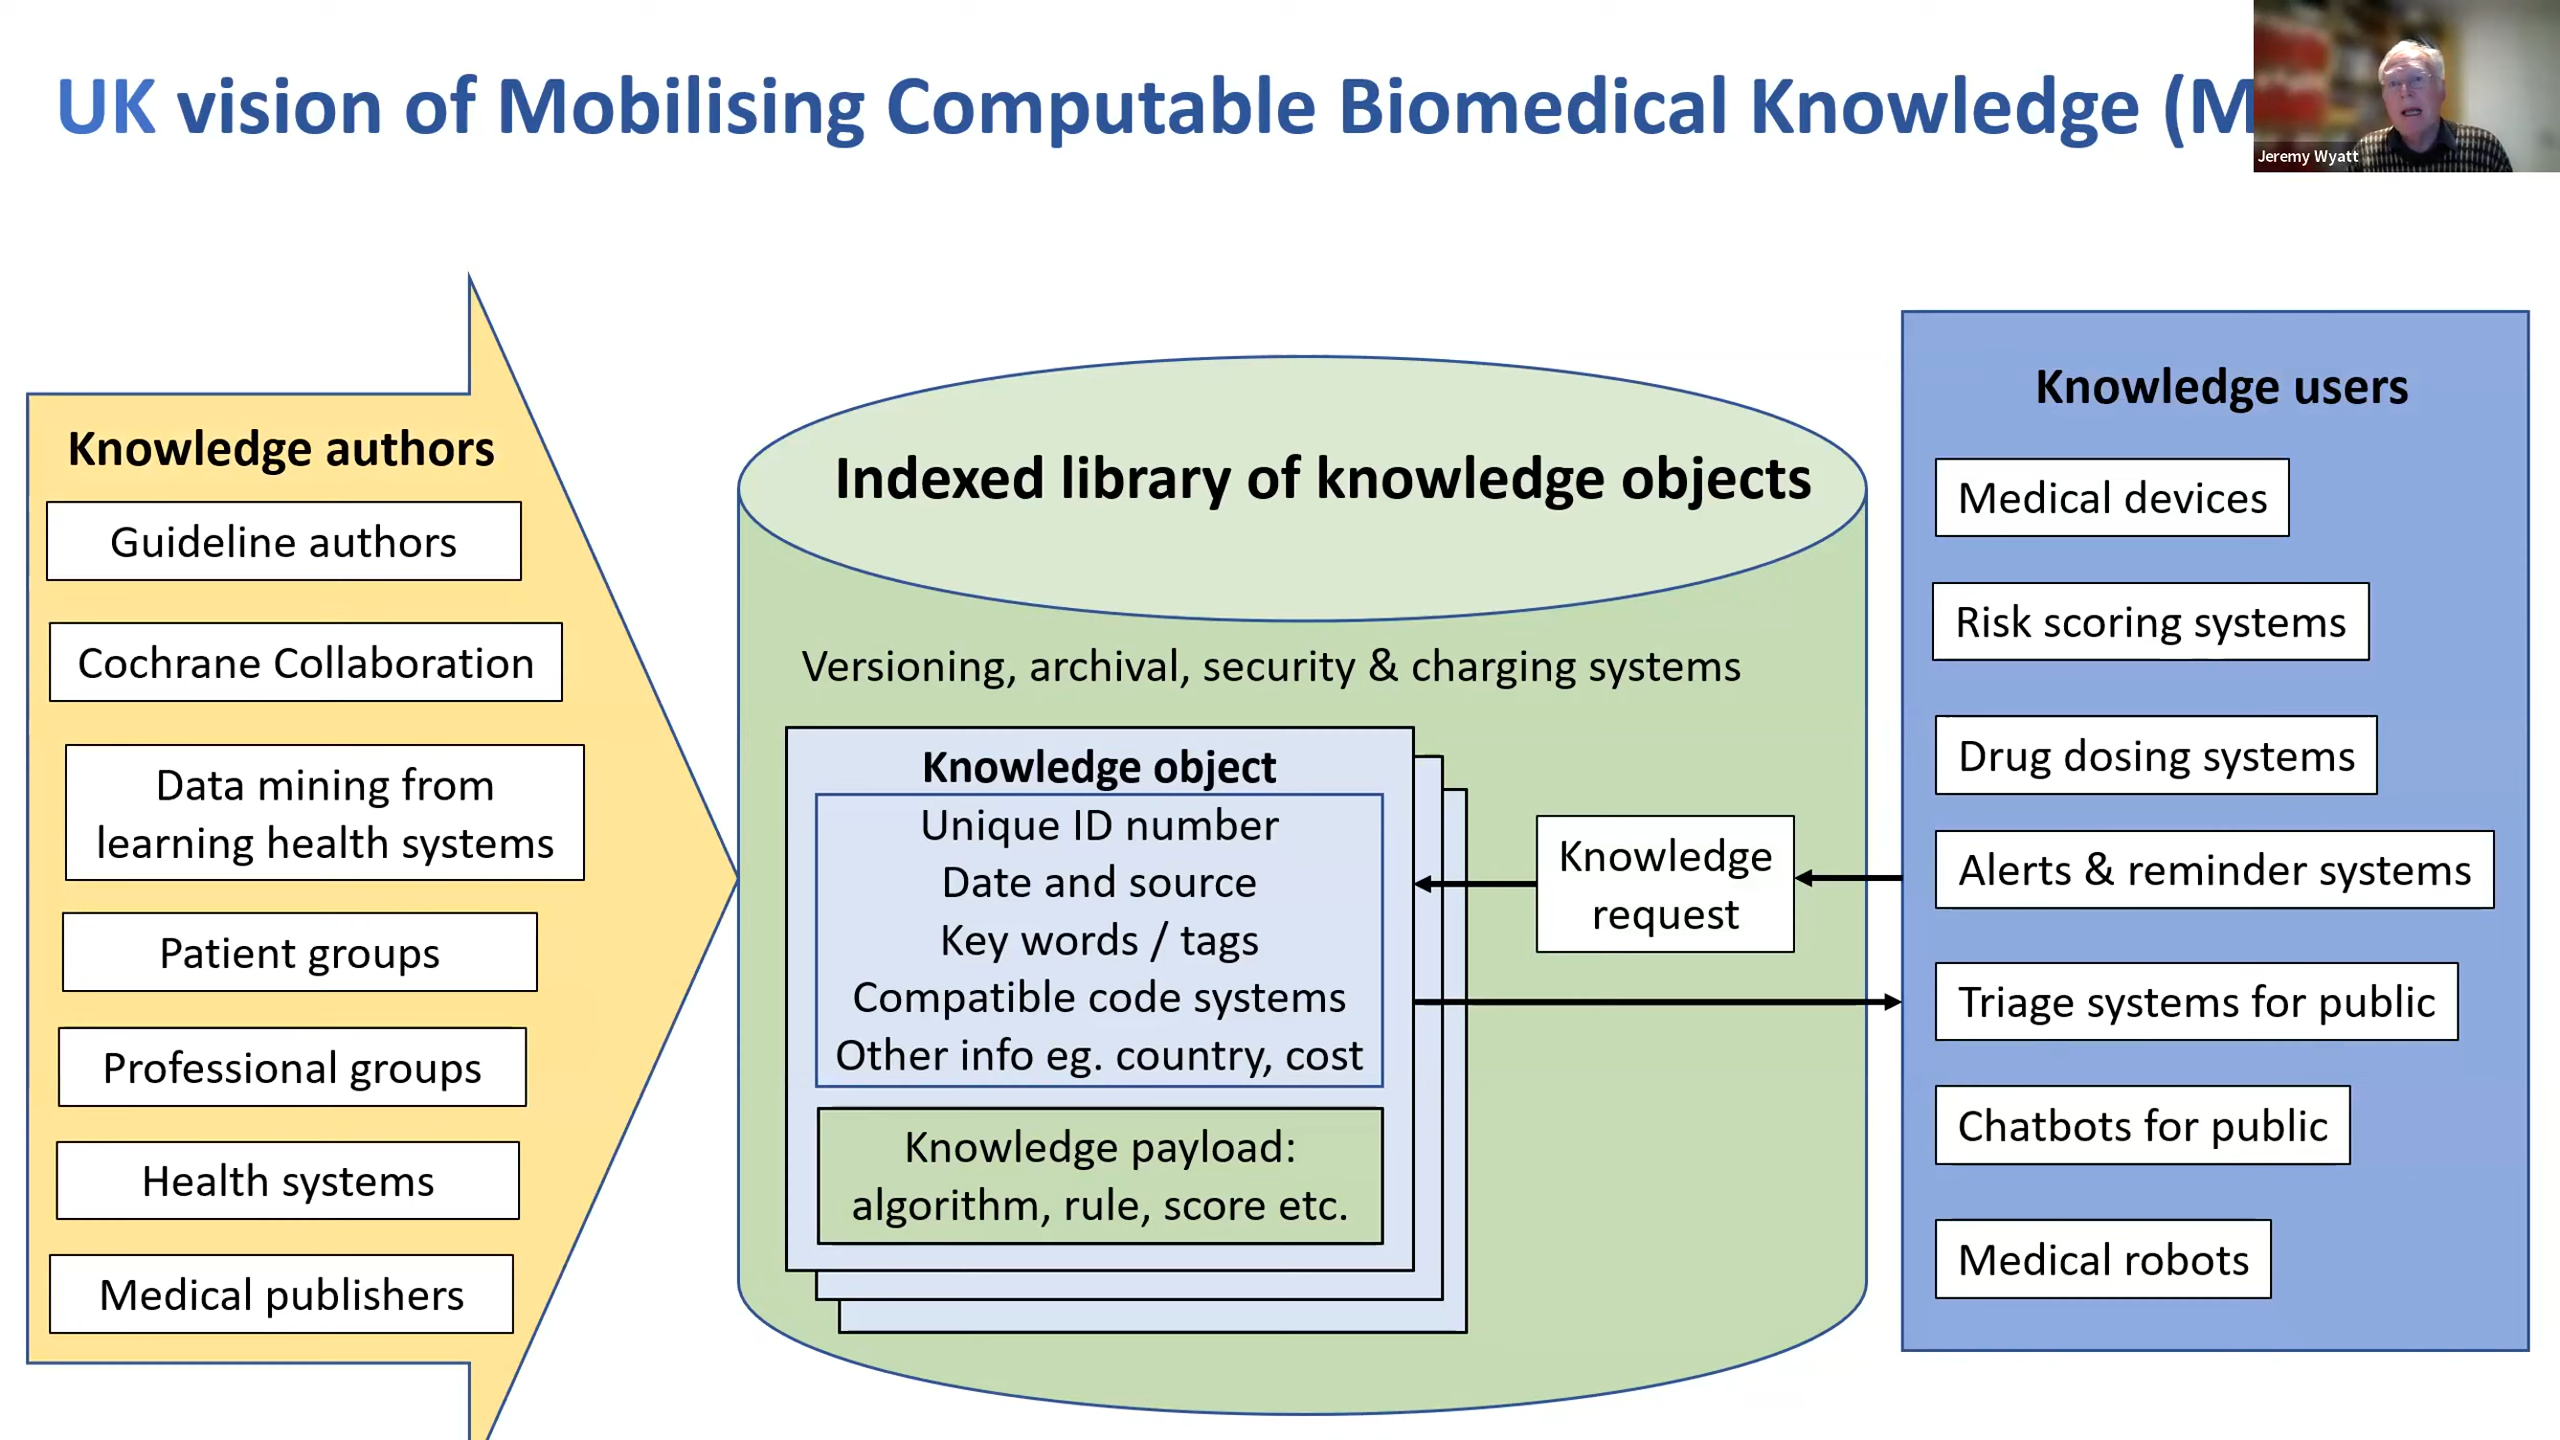 UK vision of Mobilising Computable Biomedical Knowledge (M
Jeremy Wyatt
Knowledge authors
Guideline authors
Cochrane Collaboration
Data mining from
learning health systems
Patient groups
Professional groups
Health systems
Medical publishers
Indexed library of knowledge objects
Versioning, archival, security & charging systems
Knowledge object
Unique ID number
Date and source
Key words / tags
Compatible code systems
Other info eg. country, cost
Knowledge payload:
algorithm, rule, score etc.
Knowledge
request
Knowledge users
Medical devices
Risk scoring systems
Drug dosing systems
Alerts & reminder systems
Triage systems for public
Chatbots for public
Medical robots